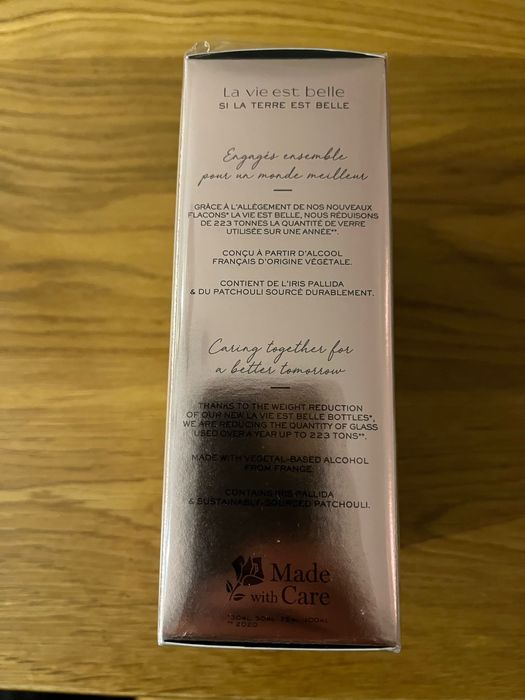 La vie est belle
SI LA TERRE EST BELLE
Engagés ensemble
pour un monde meilleur
GRÂCE À L'ALLÈGEMENT DE NOS NOUVEAUX
FLACONS* LA VIE EST BELLE, NOUS RÉDUISONS
DE 223 TONNES LA QUANTITÉ DE VERRE
UTILISÉE SUR UNE ANNÉE**.
CONÇU À PARTIR D'ALCOOL
FRANÇAIS D'ORIGINE VÉGÉTALE.
CONTIENT DE L'IRIS PALLIDA
& DU PATCHOULI SOURCÉ DURABLEMENT.
Caring together for
a better tomorrow
THANKS TO THE WEIGHT REDUCTION
OF OUR NEW LA VIE EST BELLE BOTTLES*,
WE ARE REDUCING THE QUANTITY OF GLASS
USED OVER A YEAR UP TO 223 TONS**.
MADE WITH VEGETAL-BASED ALCOHOL
FROM FRANCE.
CONTAINS IRIS PALLIDA
& SUSTAINABLY-SOURCED PATCHOULI.
Made
with Care
*30ML, 50ML, 75ML, 100ML
** 2020